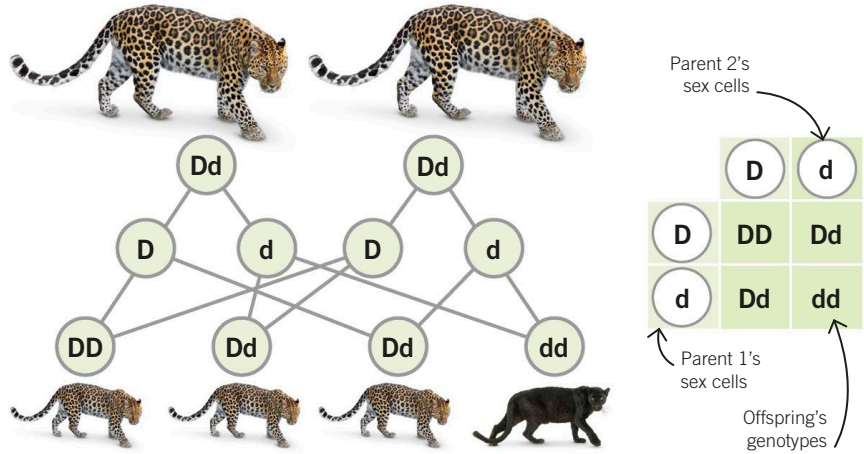 Dd
Dd
D
d
D
d
DD
Dd
Dd
dd
Parent 2's
sex cells
D
d
D
DD
Dd
d
Dd
dd
Parent 1's
sex cells
Offspring's
genotypes